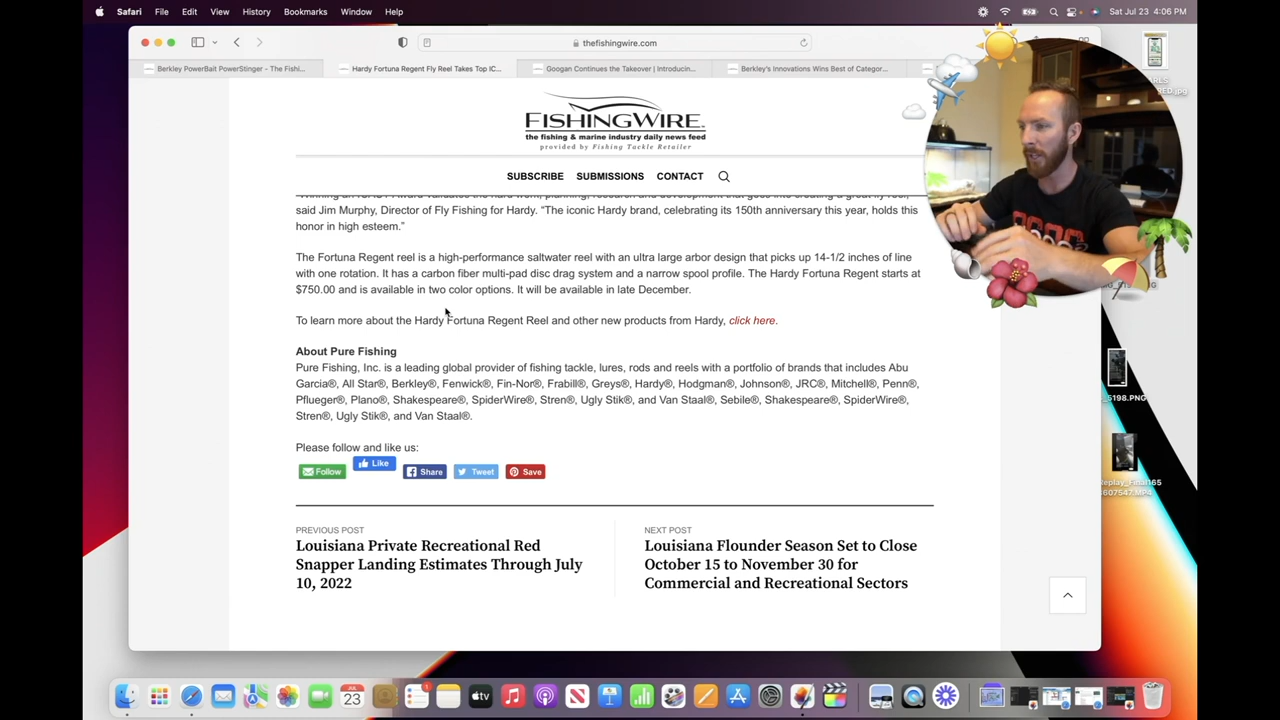 Safari File Edit View History Bookmarks Window Help
Sat Jul 23 4:06 PM
thefishingwire.com
Berkley PowerBait PowerStinger - The Fishi...
Hardy Fortuna Regent Fly Reel Takes Top IC...
Googan Continues the Takeover | Introducin...
Berkley's Innovations Wins Best of Categor...
FISHINGWIRE
the fishing & marine industry daily news feed
provided by Fishing Tackle Retailer
SUBSCRIBE SUBMISSIONS CONTACT
said Jim Murphy, Director of Fly Fishing for Hardy. “The iconic Hardy brand, celebrating its 150th anniversary this year, holds this
honor in high esteem.”
The Fortuna Regent reel is a high-performance saltwater reel with an ultra large arbor design that picks up 14-1/2 inches of line
with one rotation. It has a carbon fiber multi-pad disc drag system and a narrow spool profile. The Hardy Fortuna Regent starts at
$750.00 and is available in two color options. It will be available in late December.
To learn more about the Hardy Fortuna Regent Reel and other new products from Hardy, click here.
About Pure Fishing
Pure Fishing, Inc. is a leading global provider of fishing tackle, lures, rods and reels with a portfolio of brands that includes Abu
Garcia®, All Star®, Berkley®, Fenwick®, Fin-Nor®, Frabill®, Greys®, Hardy®, Hodgman®, Johnson®, JRC®, Mitchell®, Penn®,
Pflueger®, Plano®, Shakespeare®, SpiderWire®, Stren®, Ugly Stik®, and Van Staal®, Sebile®, Shakespeare®, SpiderWire®,
Stren®, Ugly Stik®, and Van Staal®.
Please follow and like us:
Follow Like Share Tweet Save
PREVIOUS POST
Louisiana Private Recreational Red
Snapper Landing Estimates Through July
10, 2022
NEXT POST
Louisiana Flounder Season Set to Close
October 15 to November 30 for
Commercial and Recreational Sectors
JUL
23
tv